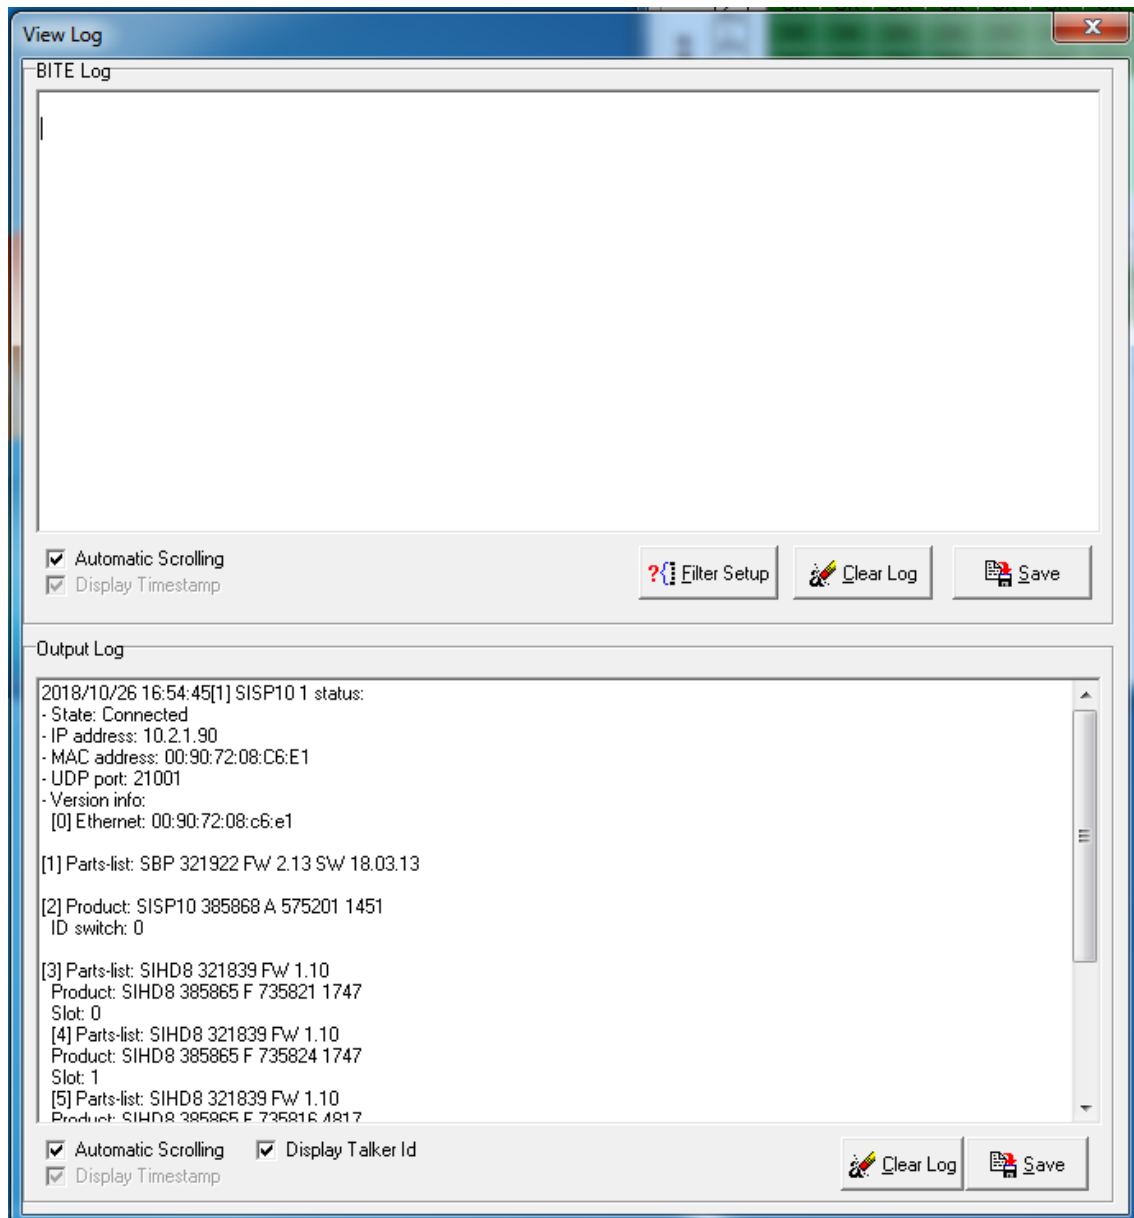 View Log
BITE Log
Automatic Scrolling
Display Timestamp
?{ Filter Setup
Clear Log
Save
Output Log
2018/10/26 16:54:45[1] SISP10 1 status:
- State: Connected
- IP address: 10.2.1.90
- MAC address: 00:90:72:08:C6:E1
- UDP port: 21001
- Version info:
[0] Ethernet: 00:90:72:08:c6:e1
[1] Parts-list: SBP 321922 FW 2.13 SW 18.03.13
[2] Product: SISP10 385868 A 575201 1451
ID switch: 0
[3] Parts-list: SIHD8 321839 FW 1.10
Product: SIHD8 385865 F 735821 1747
Slot: 0
[4] Parts-list: SIHD8 321839 FW 1.10
Product: SIHD8 385865 F 735824 1747
Slot: 1
[5] Parts-list: SIHD8 321839 FW 1.10
Product: SIHD8 385865 F 735816 4817
Automatic Scrolling
Display Talker Id
Display Timestamp
Clear Log
Save